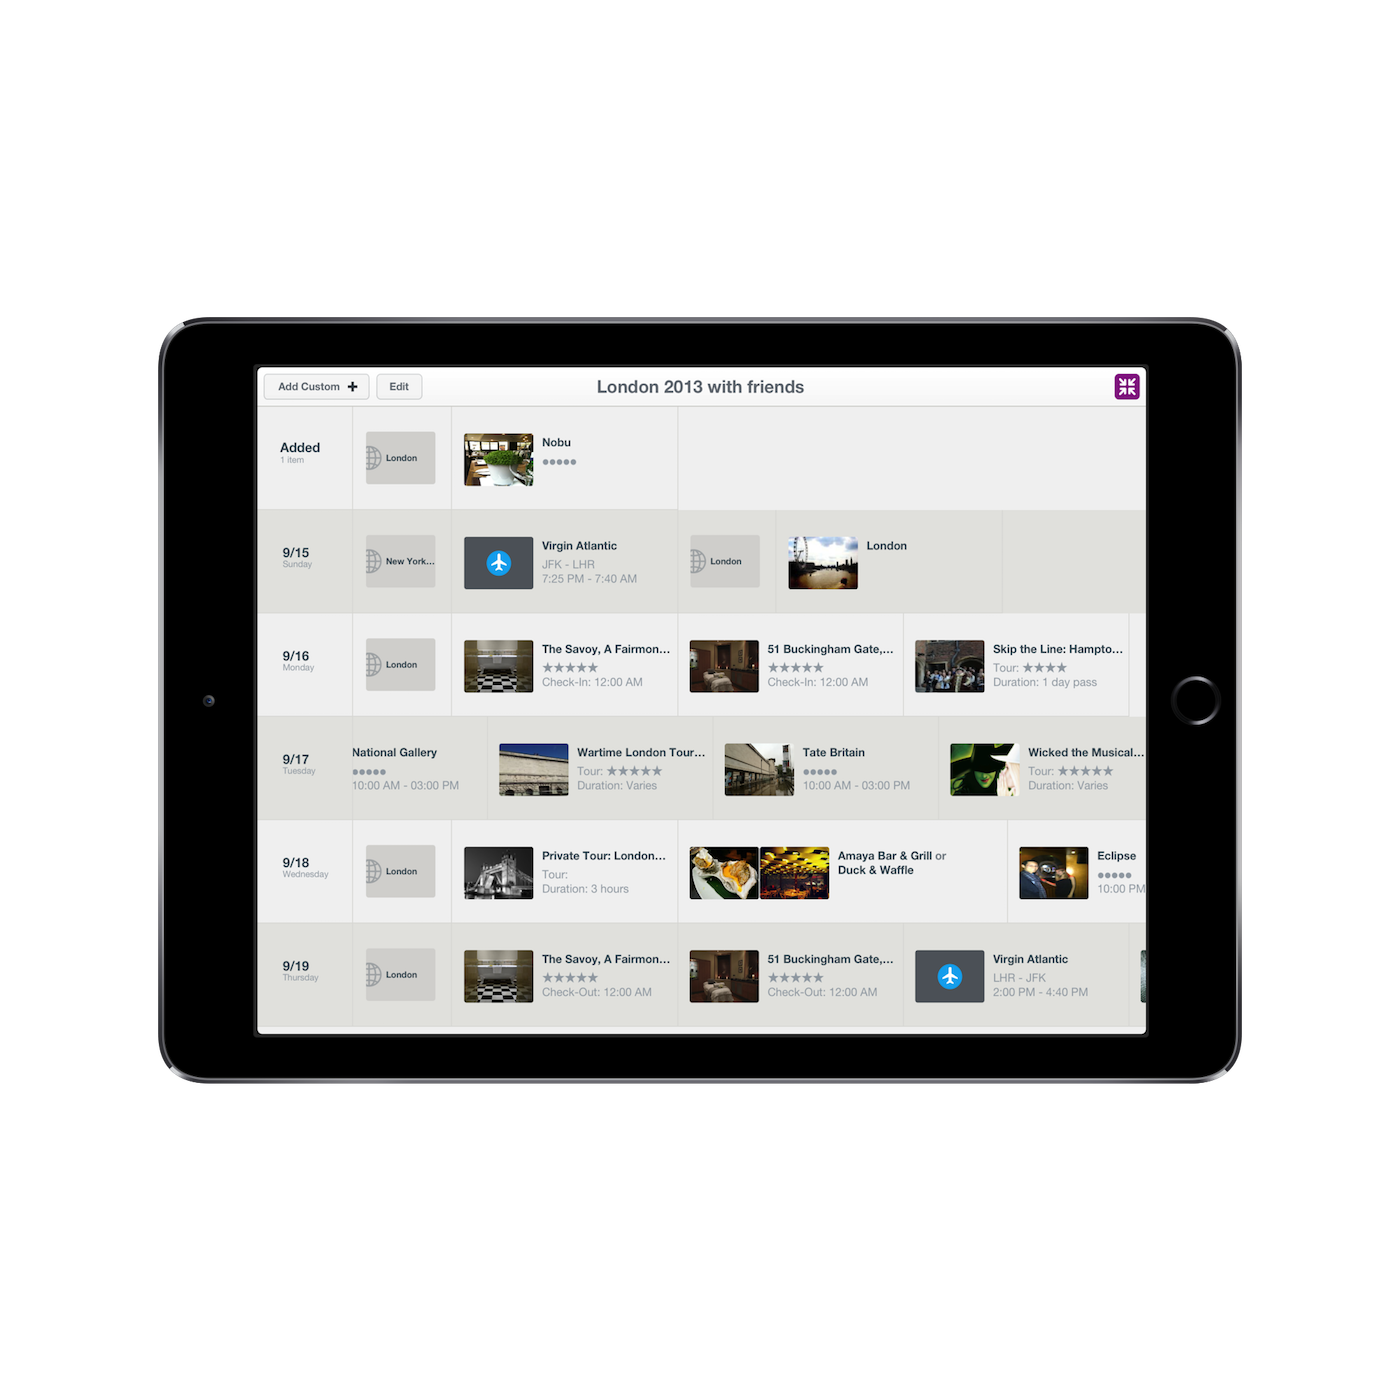 Add Custom +
Edit
London 2013 with friends
Added
1 item
London
Nobu
9/15
Sunday
New York...
Virgin Atlantic
JFK - LHR
7:25 PM - 7:40 AM
London
London
9/16
Monday
London
The Savoy, A Fairmon...
★★★★★
Check-In: 12:00 AM
51 Buckingham Gate,...
★★★★★
Check-In: 12:00 AM
Skip the Line: Hampto...
Tour: ★★★★
Duration: 1 day pass
9/17
Tuesday
National Gallery
10:00 AM - 03:00 PM
Wartime London Tour...
Tour: ★★★★★
Duration: Varies
Tate Britain
10:00 AM - 03:00 PM
Wicked the Musical...
Tour: ★★★★★
Duration: Varies
9/18
Wednesday
London
Private Tour: London...
Tour:
Duration: 3 hours
Amaya Bar & Grill or
Duck & Waffle
Eclipse
10:00 PM
9/19
Thursday
London
The Savoy, A Fairmon...
★★★★★
Check-Out: 12:00 AM
51 Buckingham Gate,...
★★★★★
Check-Out: 12:00 AM
Virgin Atlantic
LHR - JFK
2:00 PM - 4:40 PM